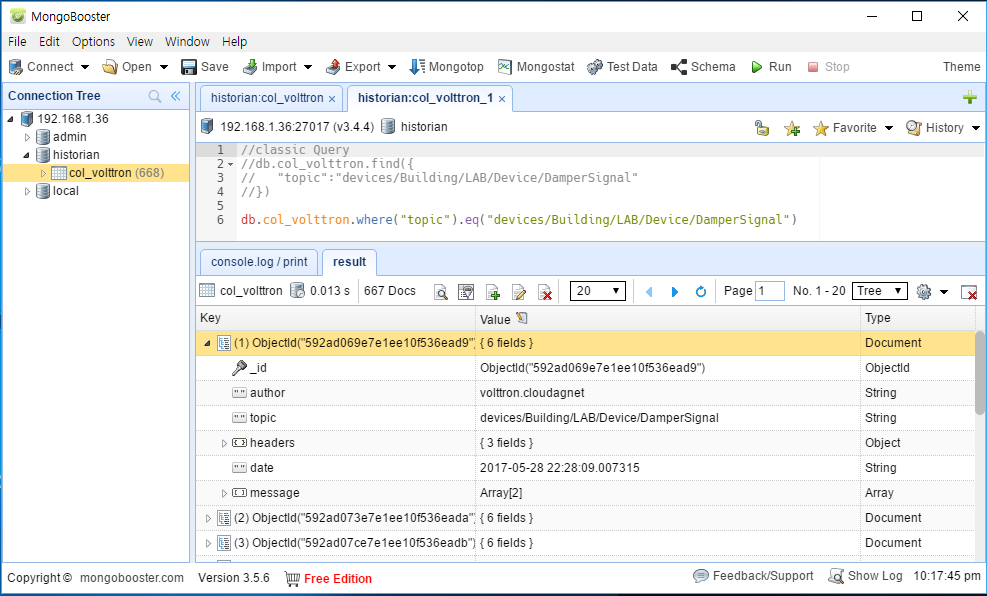 MongoBooster
File Edit Options View Window Help
Connect Open Save Import Export Mongotop Mongostat Test Data Schema Run Stop Theme
Connection Tree
192.168.1.36
admin
historian
col_volttron (668)
local
historian:col_volttron × historian:col_volttron_1 ×
192.168.1.36:27017 (v3.4.4) historian Favorite History
1 //classic Query
2 //db.col_volttron.find({
3 // "topic":"devices/Building/LAB/Device/DamperSignal"
4 //})
5
6 db.col_volttron.where("topic").eq("devices/Building/LAB/Device/DamperSignal")
console.log / print result
col_volttron 0.013 s 667 Docs 20 Page 1 No. 1 - 20 Tree
Key Value Type
(1) ObjectId("592ad069e7e1ee10f536ead9") { 6 fields } Document
_id ObjectId("592ad069e7e1ee10f536ead9") ObjectId
author volttron.cloudagnet String
topic devices/Building/LAB/Device/DamperSignal String
headers { 3 fields } Object
date 2017-05-28 22:28:09.007315 String
message Array[2] Array
(2) ObjectId("592ad073e7e1ee10f536eada") { 6 fields } Document
(3) ObjectId("592ad07ce7e1ee10f536eadb") { 6 fields } Document
Copyright © mongobooster.com Version 3.5.6 Free Edition Feedback/Support Show Log 10:17:45 pm